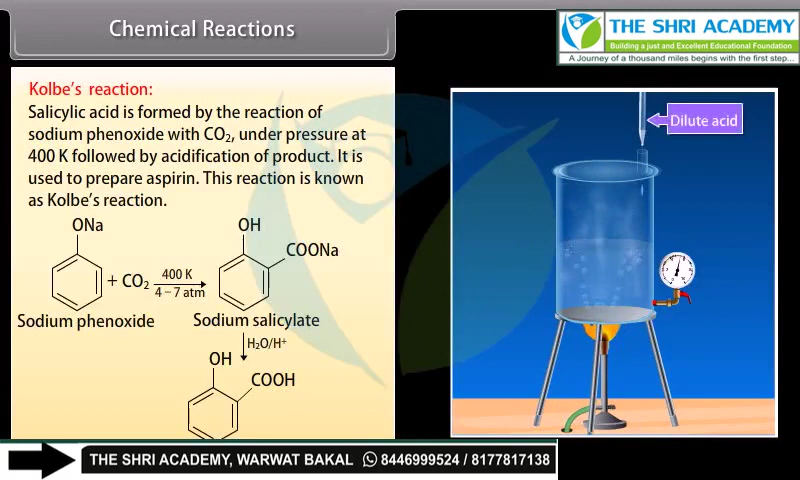 Chemical Reactions
THE SHRI ACADEMY
Building a just and Excellent Educational Foundation
A Journey of a thousand miles begins with the first step...
Kolbe's reaction:
Salicylic acid is formed by the reaction of
sodium phenoxide with CO₂, under pressure at
400 K followed by acidification of product. It is
used to prepare aspirin. This reaction is known
as Kolbe's reaction.
Dilute acid
ONa
OH
COONa
+ CO₂
400 K
4 – 7 atm
Sodium phenoxide
Sodium salicylate
H₂O/H⁺
OH
COOH
THE SHRI ACADEMY, WARWAT BAKAL 8446999524 / 8177817138